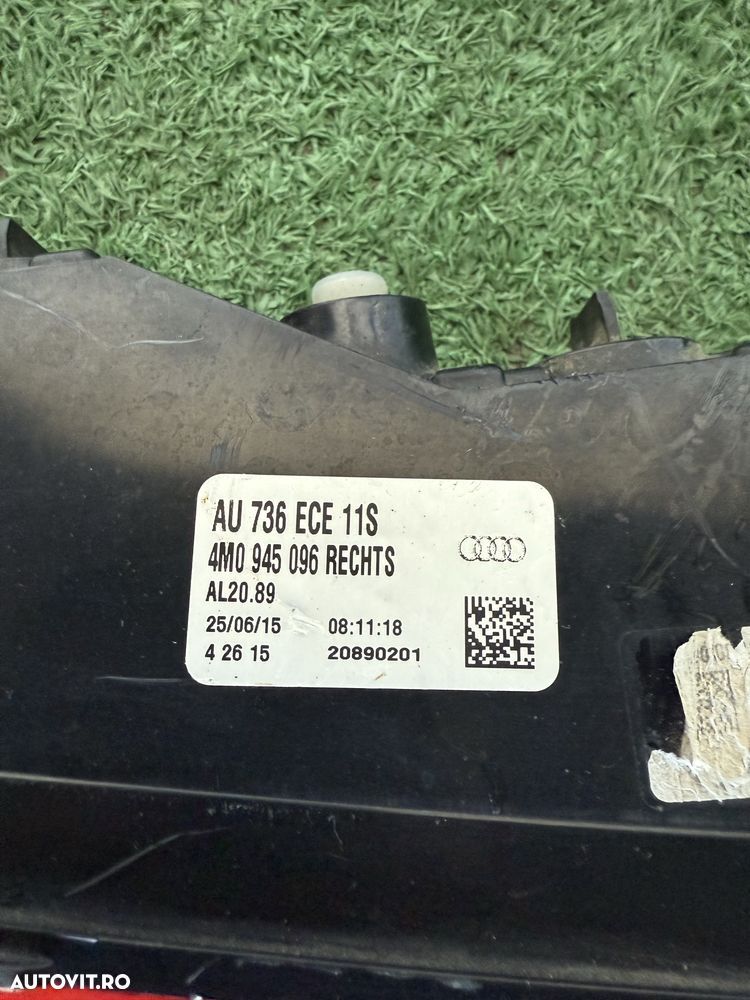 AU 736 ECE 11S
4M0 945 096 RECHTS
AL20.89
25/06/15 08:11:18
4 26 15 20890201
AUTOVIT.RO